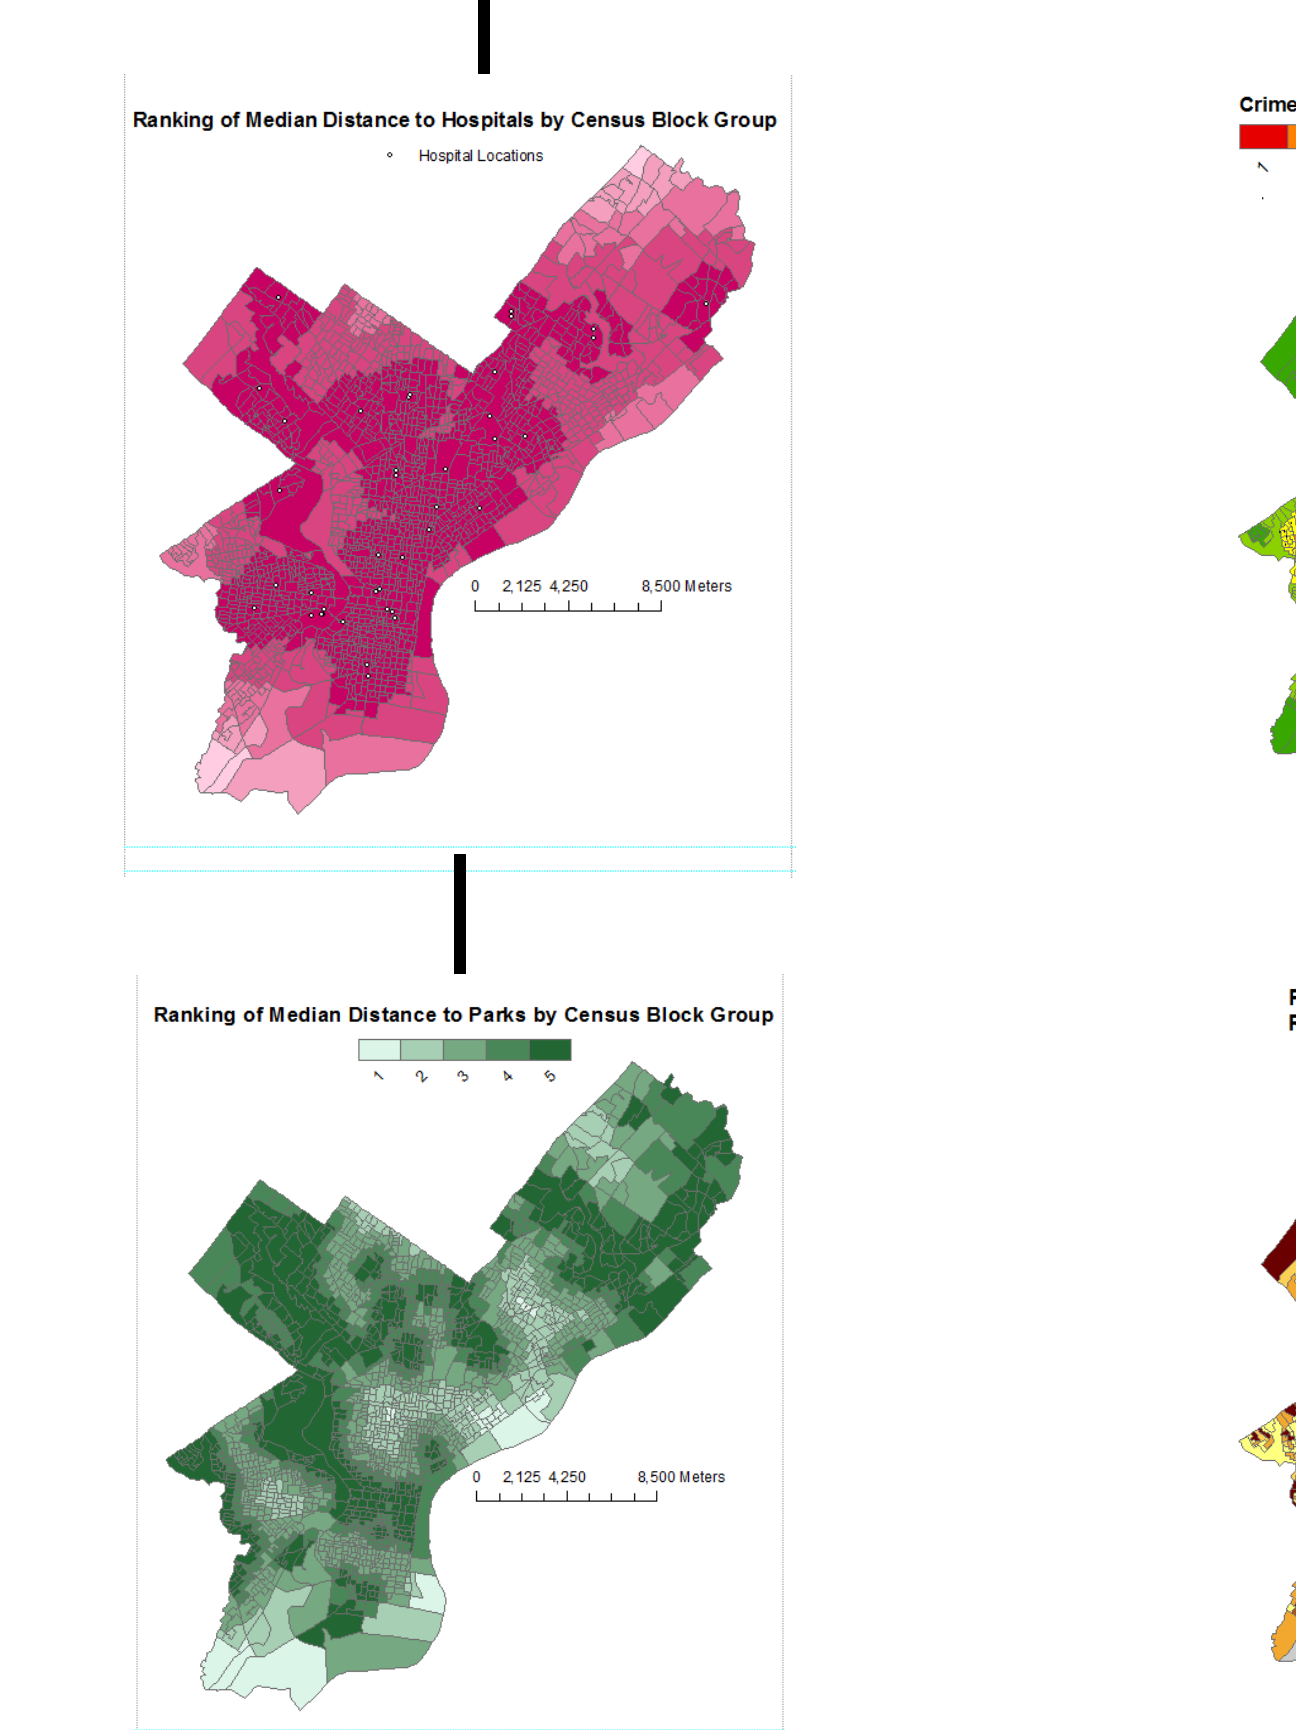 Ranking of Median Distance to Hospitals by Census Block Group
Hospital Locations
0 2,125 4,250 8,500 Meters
Crime
1
Ranking of Median Distance to Parks by Census Block Group
1 2 3 4 5
0 2,125 4,250 8,500 Meters